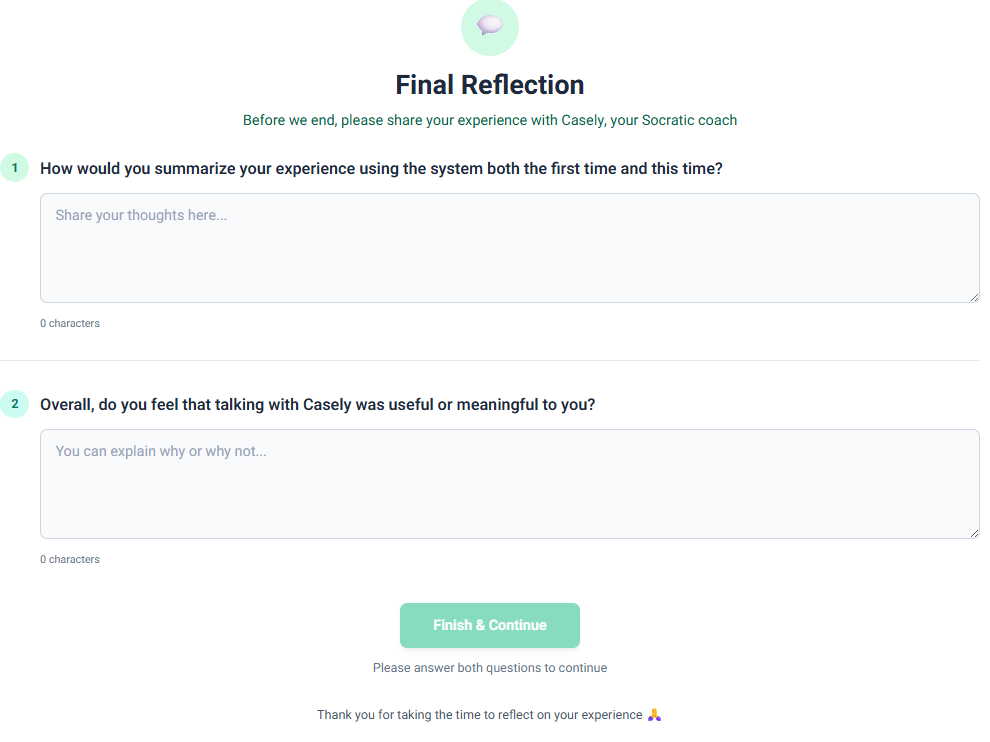 Final Reflection
Before we end, please share your experience with Casely, your Socratic coach
1 How would you summarize your experience using the system both the first time and this time?
Share your thoughts here...
0 characters
2 Overall, do you feel that talking with Casely was useful or meaningful to you?
You can explain why or why not...
0 characters
Finish & Continue
Please answer both questions to continue
Thank you for taking the time to reflect on your experience 🙏